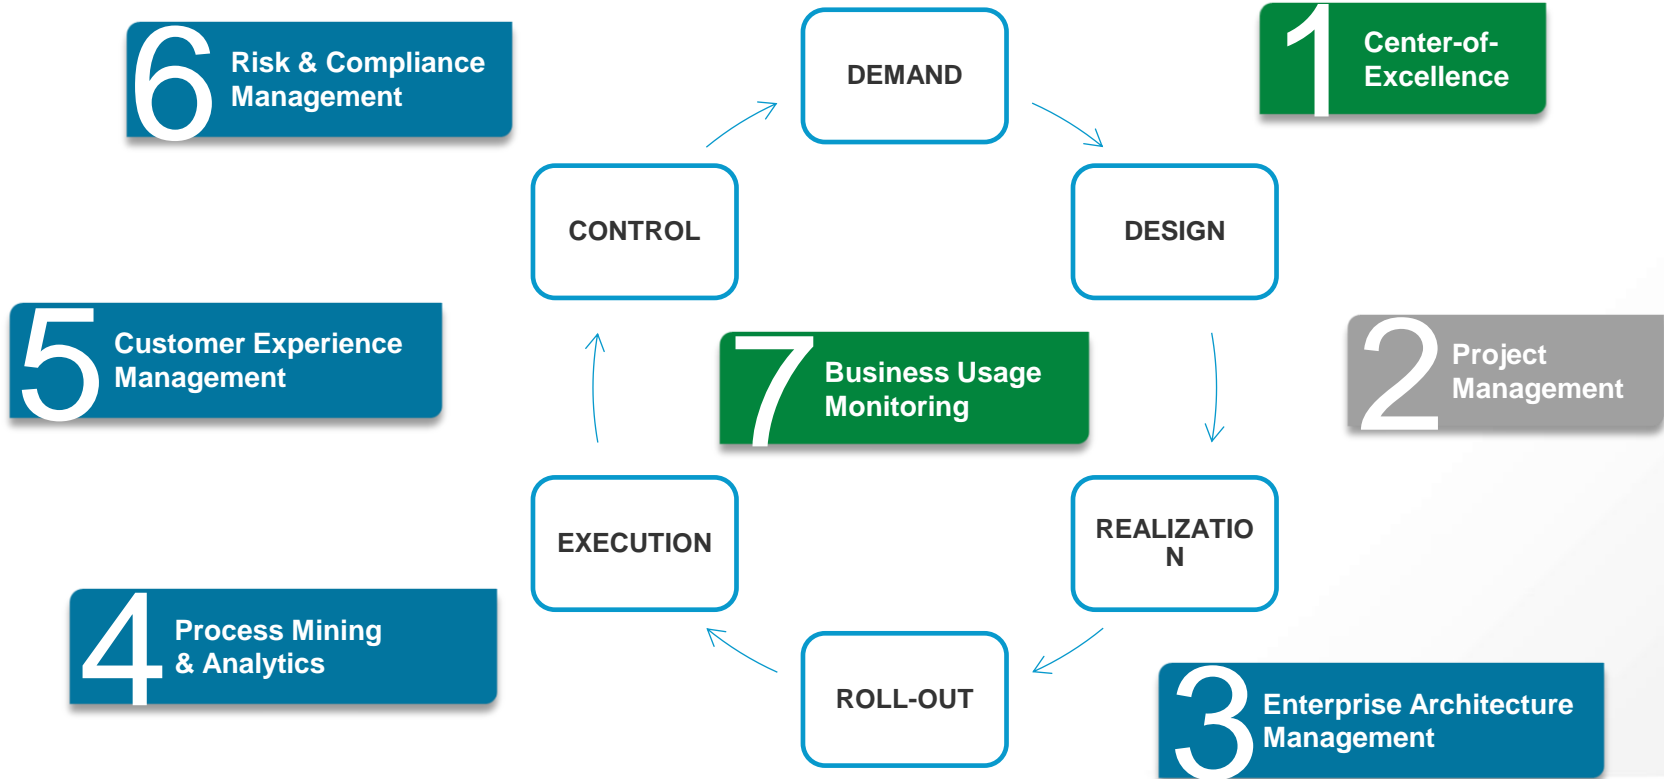 6
Risk & Compliance
Management
DEMAND
1
Center-of-
Excellence
CONTROL
DESIGN
5
Customer Experience
Management
7
Business Usage
Monitoring
2
Project
Management
EXECUTION
REALIZATIO
N
4
Process Mining
& Analytics
ROLL-OUT
3
Enterprise Architecture
Management